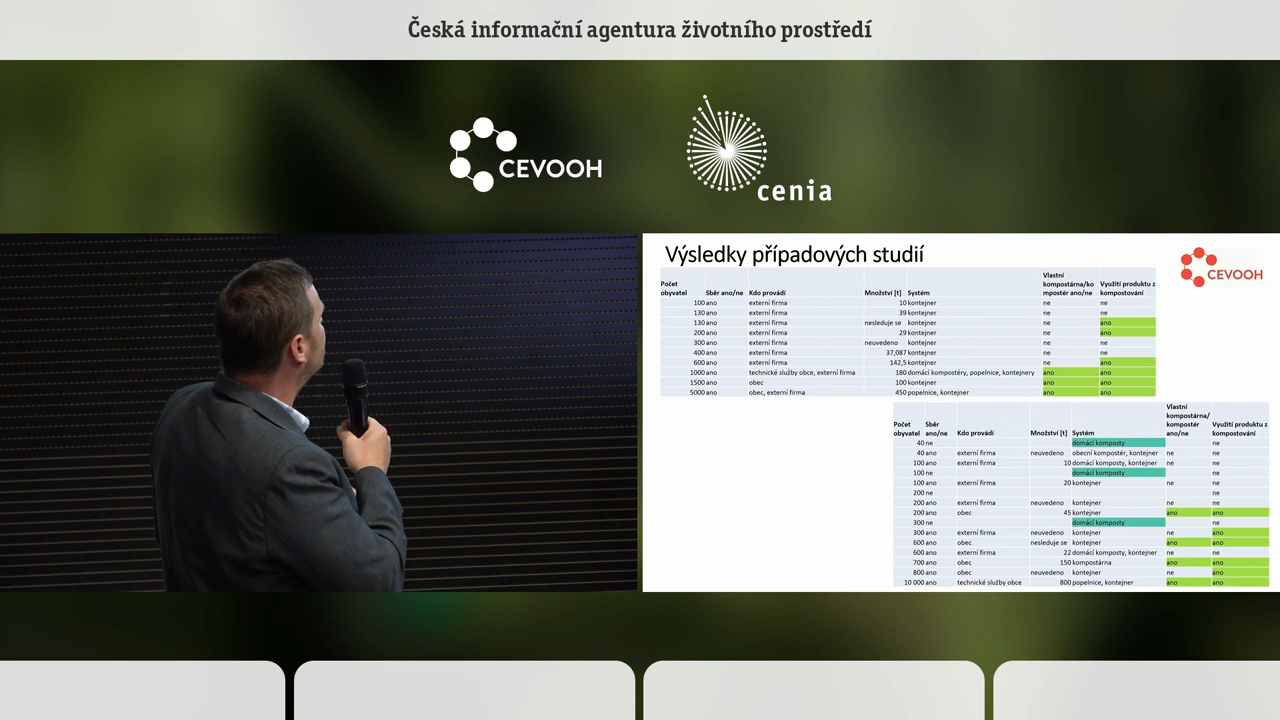 Česká informační agentura životního prostředí
CEVOOH
cenia
Výsledky případových studií
CEVOOH
Počet obyvatel Sběr ano/ne Kdo provádí Množství [t] Systém Vlastní kompostárna/kompostér ano/ne Využití produktu z kompostování
100 ano externí firma 10 kontejner ne ne
130 ano externí firma 39 kontejner ne ne
130 ano externí firma nesleduje se kontejner ne ano
200 ano externí firma 29 kontejner ne ano
300 ano externí firma neuvedeno kontejner ne ne
400 ano externí firma 37,087 kontejner ne ne
600 ano externí firma 142,5 kontejner ne ano
1000 ano technické služby obce, externí firma 180 domácí kompostéry, popelnice, kontejnery ano ano
1500 ano obec 100 kontejner ano ano
5000 ano obec, externí firma 450 popelnice, kontejner ano ano
Počet obyvatel Sběr ano/ne Kdo provádí Množství [t] Systém Vlastní kompostárna/kompostér ano/ne Využití produktu z kompostování
40 ne domácí komposty ne
40 ano externí firma neuvedeno obecní kompostér, kontejner ne ne
100 ano externí firma 10 domácí komposty, kontejner ne ne
100 ne domácí komposty ne
100 ano externí firma 20 kontejner ne ne
200 ne ne
200 ano externí firma neuvedeno kontejner ne ne
200 ano obec 45 kontejner ano ano
300 ne domácí komposty ne
300 ano externí firma neuvedeno kontejner ne ano
600 ano obec nesleduje se kontejner ano ano
600 ano externí firma 22 domácí komposty, kontejner ne ne
700 ano obec 150 kompostárna ano ano
800 ano obec neuvedeno kontejner ne ano
10 000 ano technické služby obce 800 popelnice, kontejner ano ano